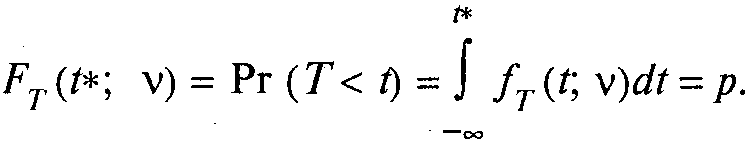 F_T(t*; ν) = Pr (T < t) = ∫_{-∞}^{t*} f_T(t; ν)dt = p.